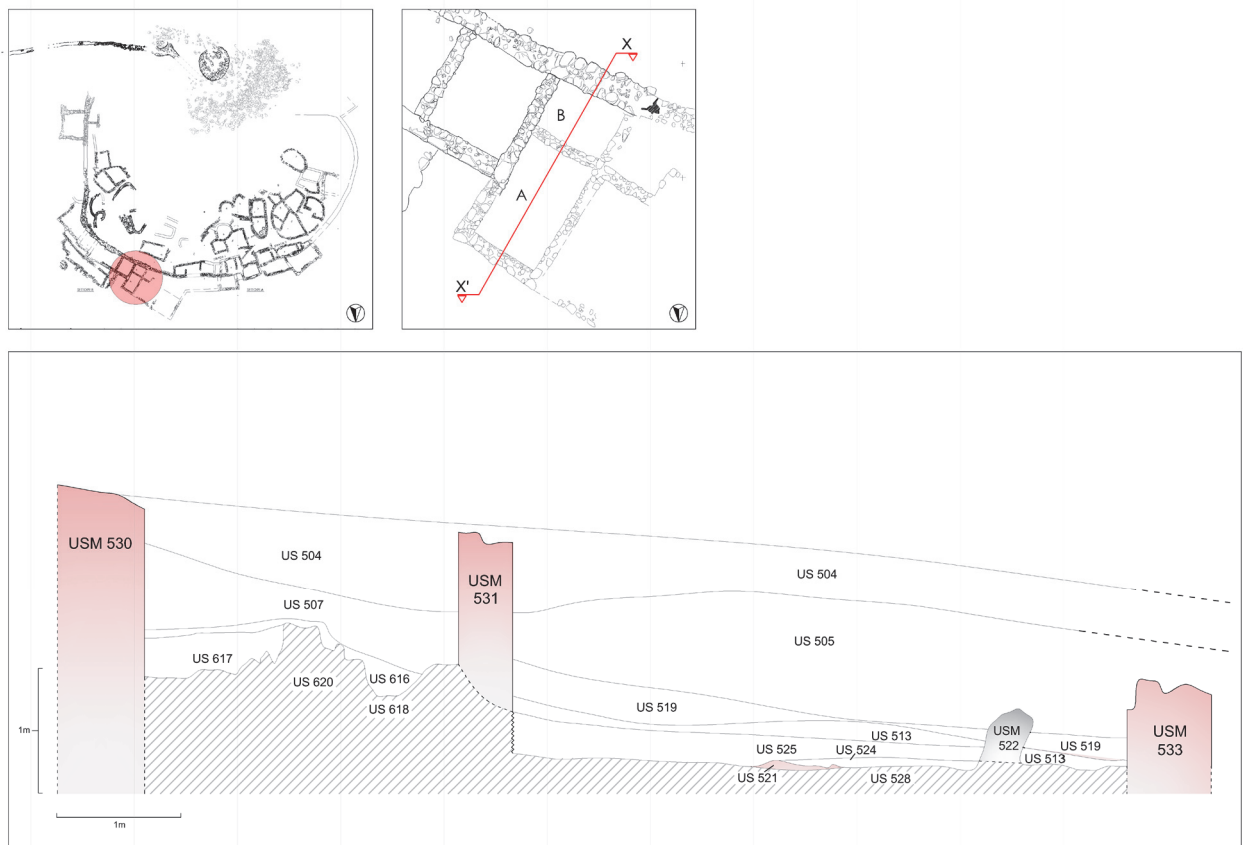 X
B
A
X'
USM 530
US 504
USM
531
US 504
US 507
US 505
US 617
US 616
US 620
US 618
US 519
US 513
USM
522
US 519
USM
533
US 525
US 524
US 513
US 521
US 528
1m
1m